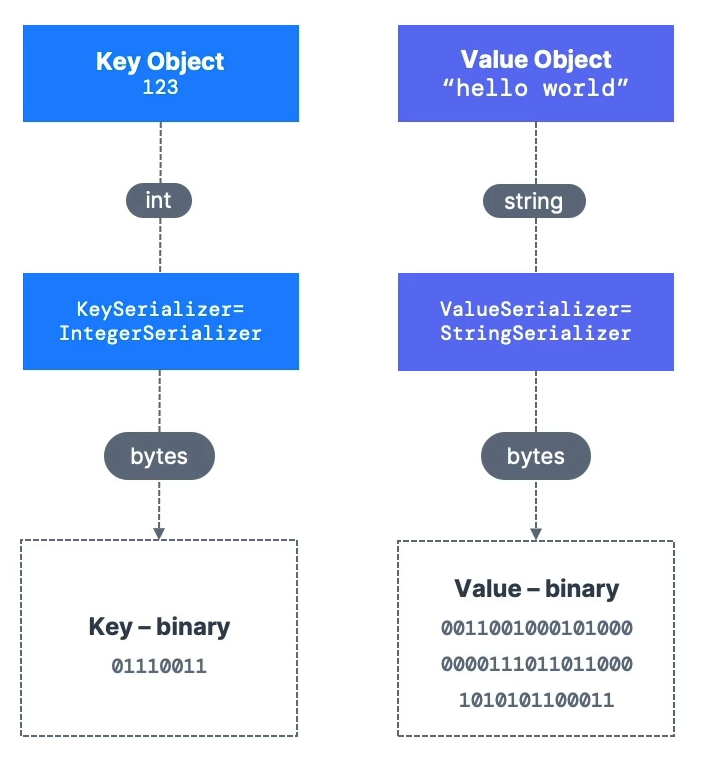 Key Object
123
int
KeySerializer=
IntegerSerializer
bytes
Key – binary
01110011
Value Object
“hello world”
string
ValueSerializer=
StringSerializer
bytes
Value – binary
0011001000101000
0000111011011000
1010101100011